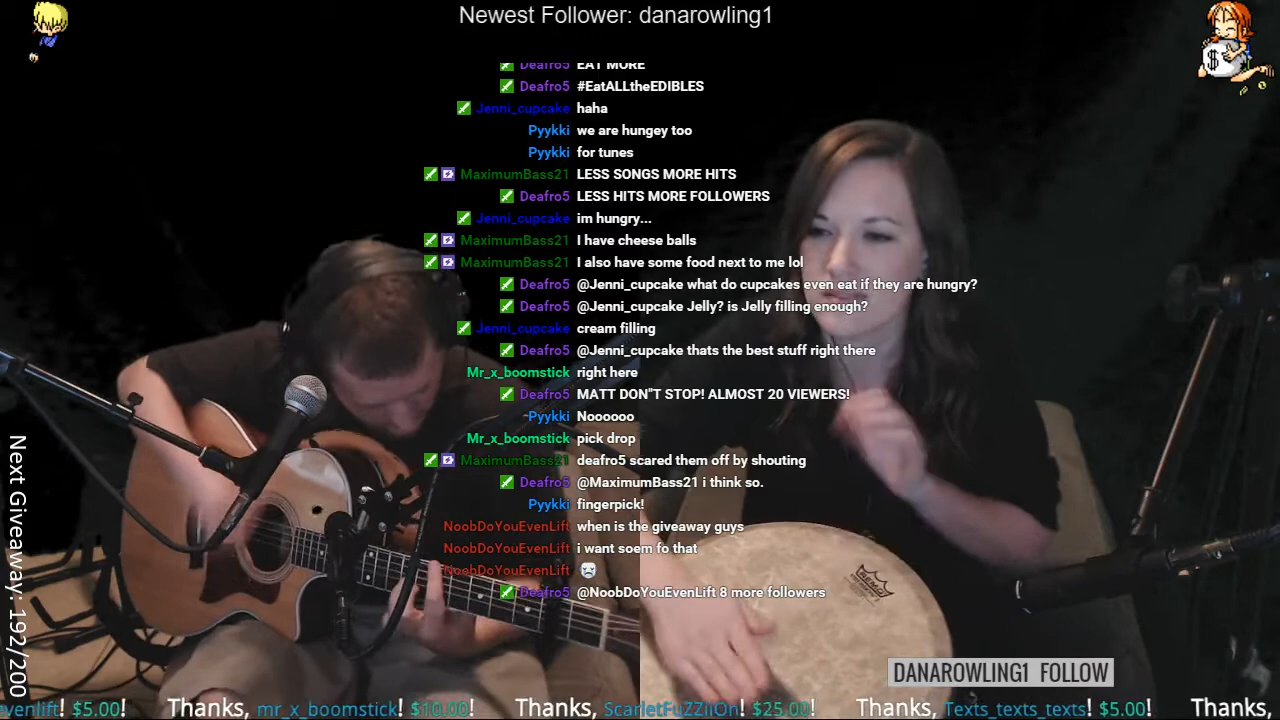 Newest Follower: danarowling1
Deafro5 EAT MORE
Deafro5 #EatALLtheEDIBLES
Jenni_cupcake haha
Pyykki we are hungey too
Pyykki for tunes
MaximumBass21 LESS SONGS MORE HITS
Deafro5 LESS HITS MORE FOLLOWERS
Jenni_cupcake im hungry...
MaximumBass21 I have cheese balls
MaximumBass21 I also have some food next to me lol
Deafro5 @Jenni_cupcake what do cupcakes even eat if they are hungry?
Deafro5 @Jenni_cupcake Jelly? is Jelly filling enough?
Jenni_cupcake cream filling
Deafro5 @Jenni_cupcake thats the best stuff right there
Mr_x_boomstick right here
Deafro5 MATT DON"T STOP! ALMOST 20 VIEWERS!
Pyykki Noooooo
Mr_x_boomstick pick drop
MaximumBass21 deafro5 scared them off by shouting
Deafro5 @MaximumBass21 i think so.
Pyykki fingerpick!
NoobDoYouEvenLift when is the giveaway guys
NoobDoYouEvenLift i want soem fo that
NoobDoYouEvenLift
Deafro5 @NoobDoYouEvenLift 8 more followers
Next Giveaway: 192/200
REMO
$
DANAROWLING1 FOLLOW
evenlift! $5.00! Thanks, mr_x_boomstick! $10.00! Thanks, ScarletFuZZiiOn! $25.00! Thanks, Texts_texts_texts! $5.00! Thanks,